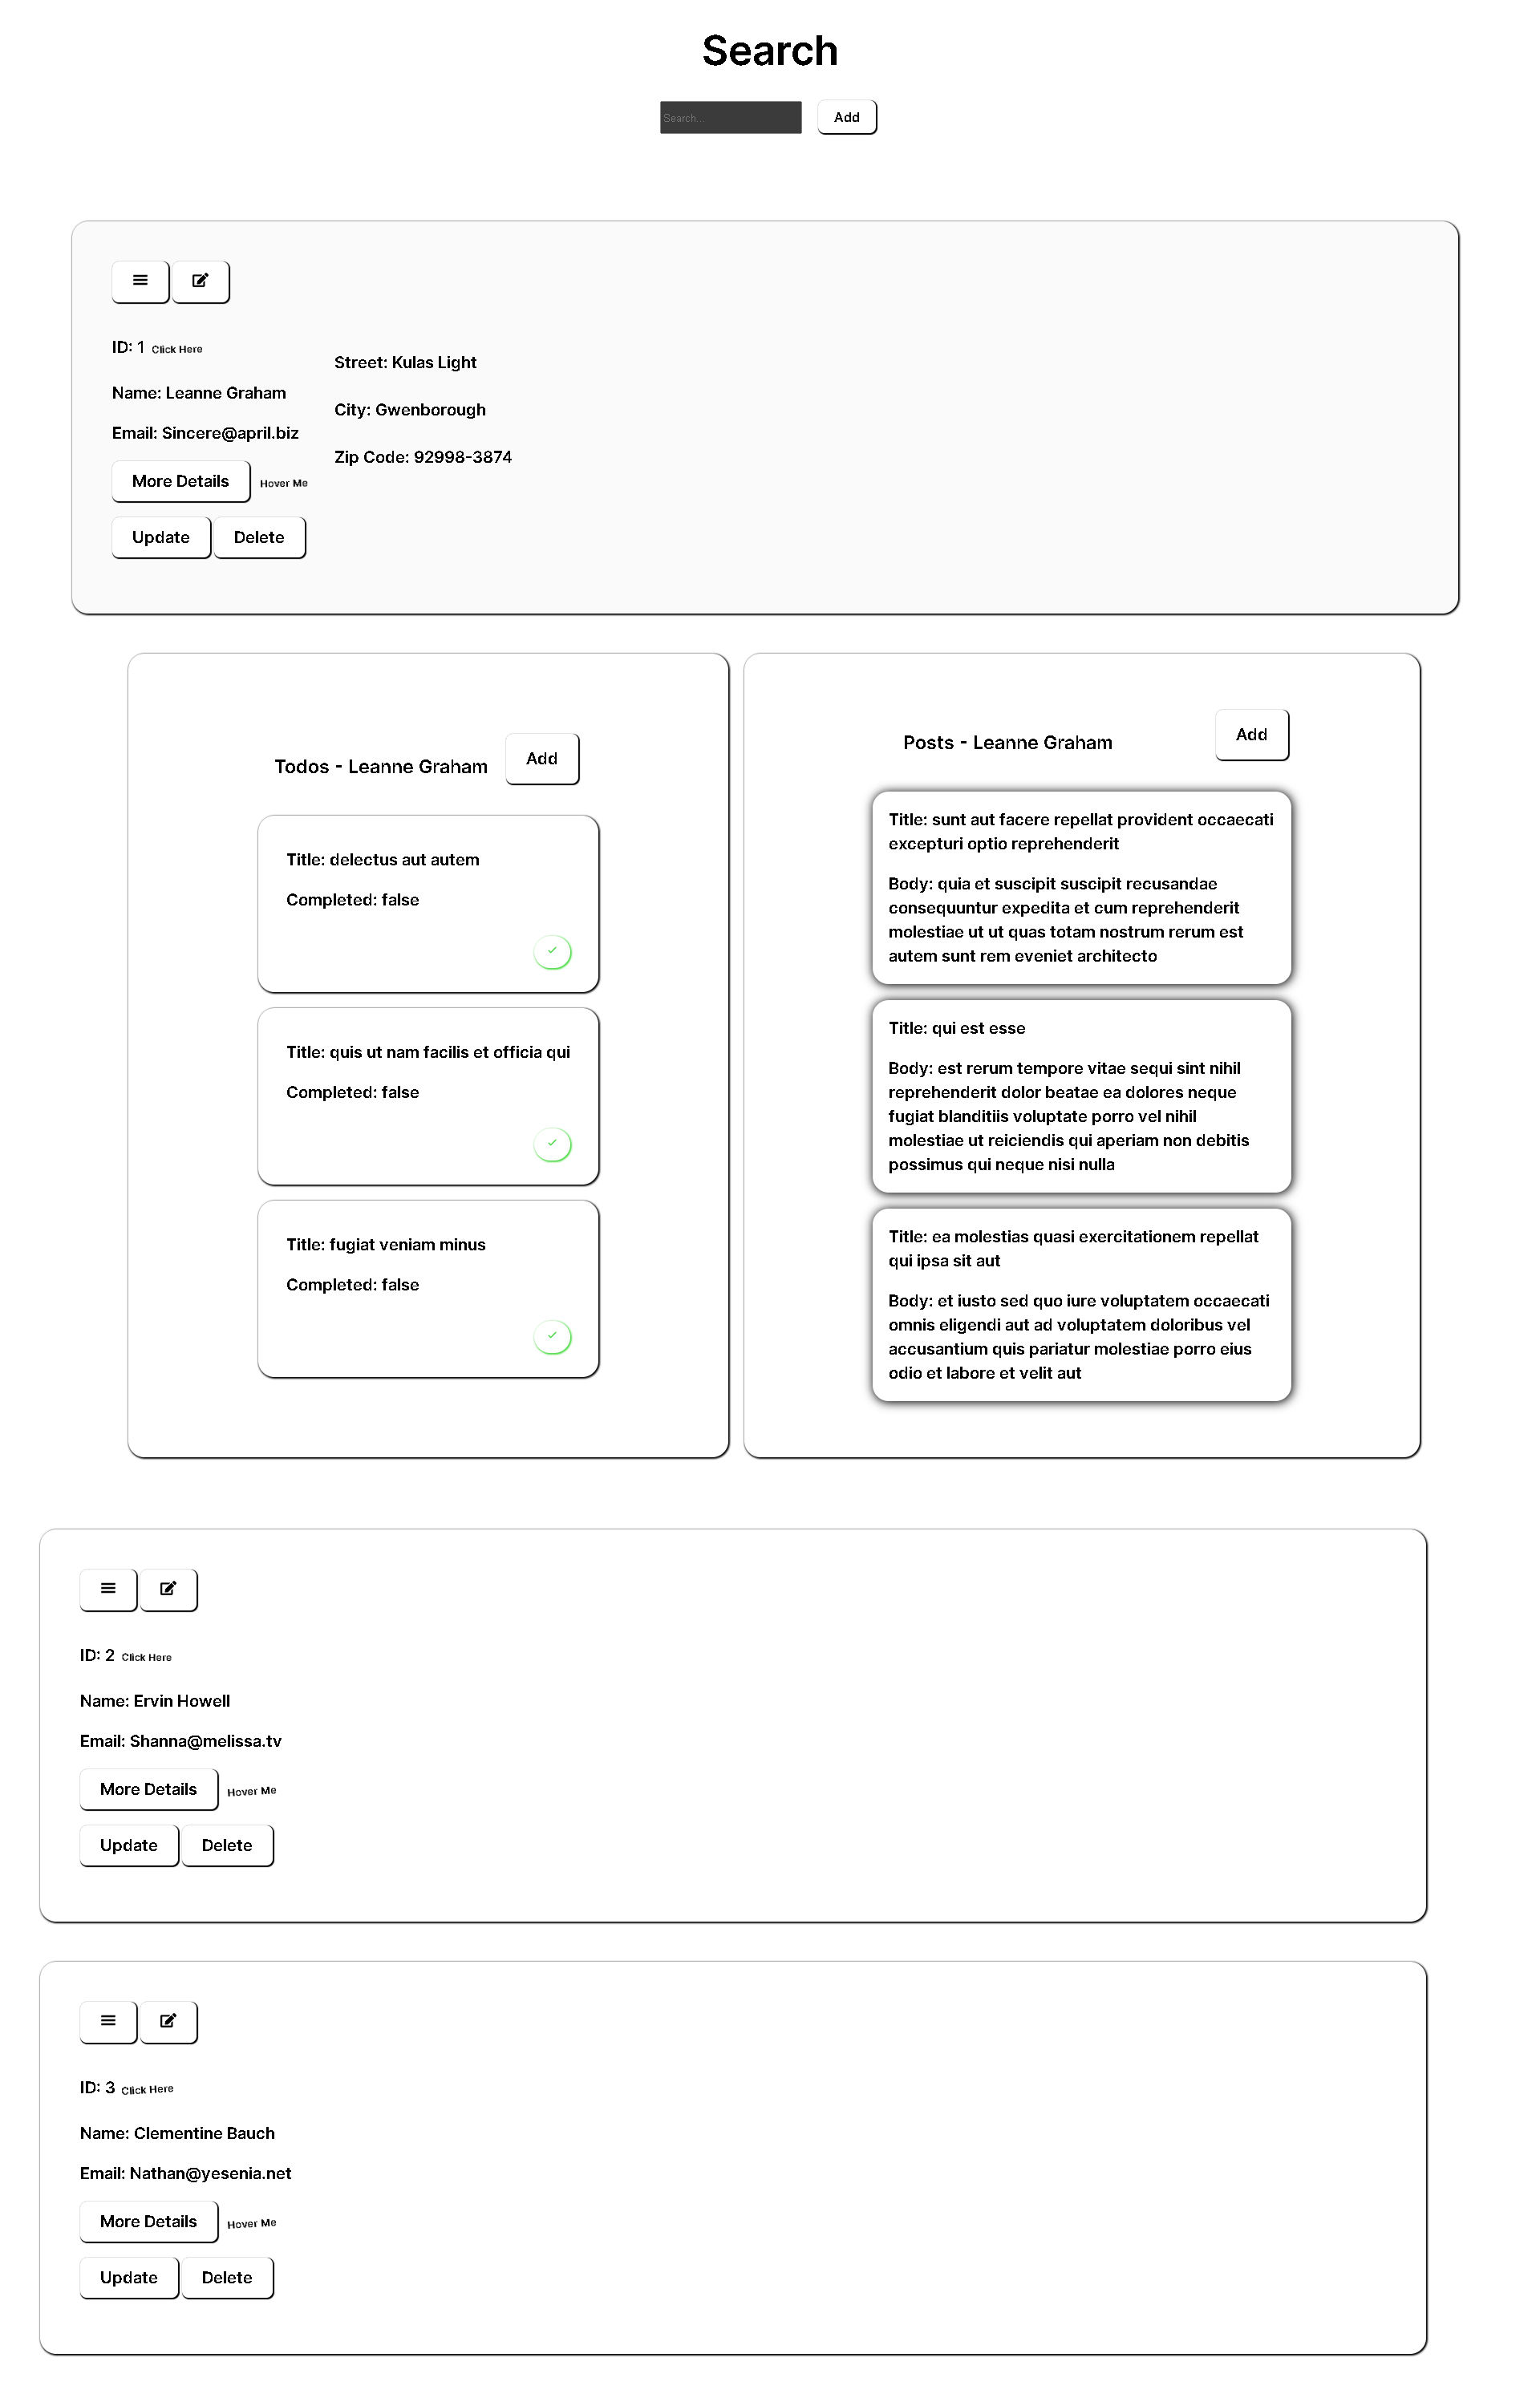 Search
Search...
Add
ID: 1 Click Here
Name: Leanne Graham
Email: Sincere@april.biz
More Details Hover Me
Update Delete
Street: Kulas Light
City: Gwenborough
Zip Code: 92998-3874
Todos - Leanne Graham
Add
Title: delectus aut autem
Completed: false
Title: quis ut nam facilis et officia qui
Completed: false
Title: fugiat veniam minus
Completed: false
Posts - Leanne Graham
Add
Title: sunt aut facere repellat provident occaecati
excepturi optio reprehenderit
Body: quia et suscipit suscipit recusandae
consequuntur expedita et cum reprehenderit
molestiae ut ut quas totam nostrum rerum est
autem sunt rem eveniet architecto
Title: qui est esse
Body: est rerum tempore vitae sequi sint nihil
reprehenderit dolor beatae ea dolores neque
fugiat blanditiis voluptate porro vel nihil
molestiae ut reiciendis qui aperiam non debitis
possimus qui neque nisi nulla
Title: ea molestias quasi exercitationem repellat
qui ipsa sit aut
Body: et iusto sed quo iure voluptatem occaecati
omnis eligendi aut ad voluptatem doloribus vel
accusantium quis pariatur molestiae porro eius
odio et labore et velit aut
ID: 2 Click Here
Name: Ervin Howell
Email: Shanna@melissa.tv
More Details Hover Me
Update Delete
ID: 3 Click Here
Name: Clementine Bauch
Email: Nathan@yesenia.net
More Details Hover Me
Update Delete